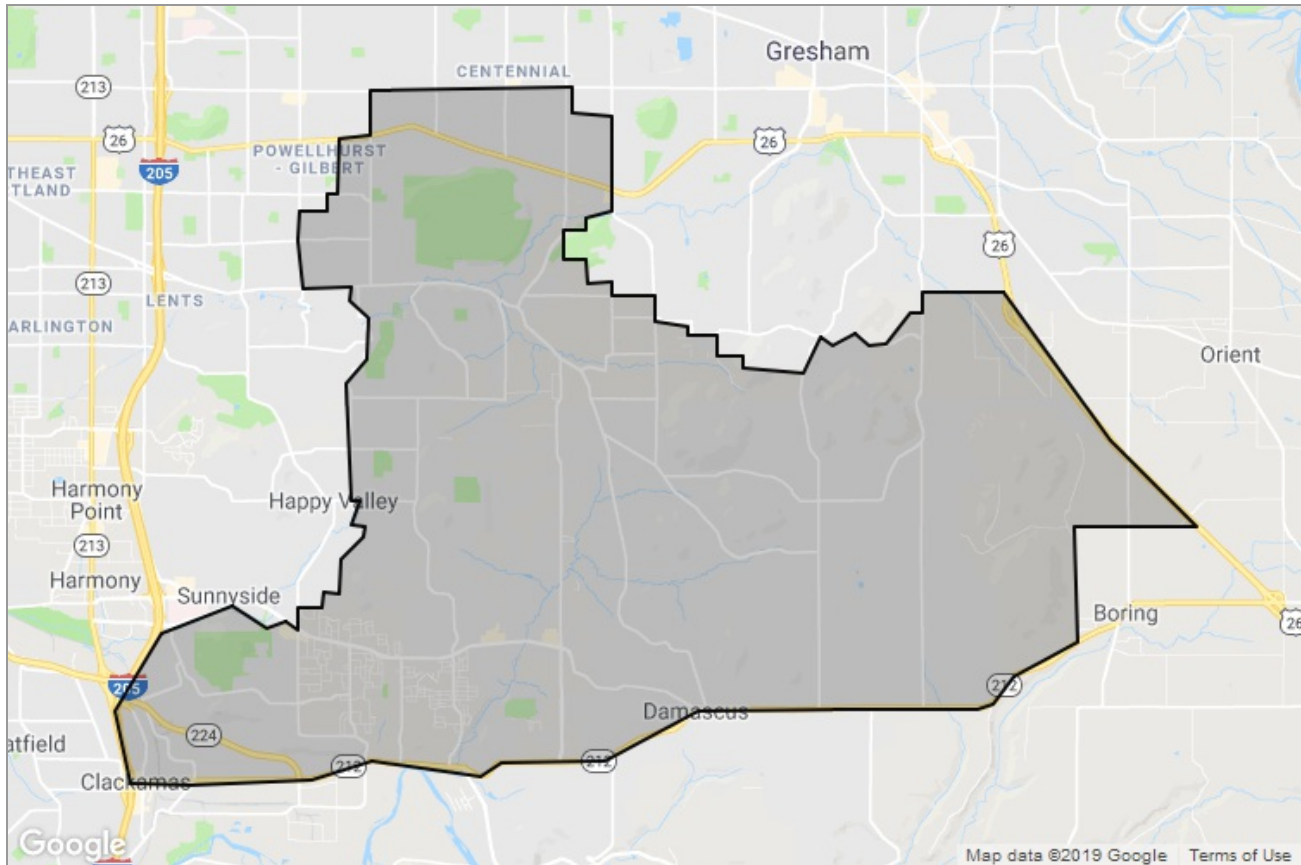 Gresham
CENTENNIAL
213
26
26
POWELLHURST
- GILBERT
205
THEAST
RTLAND
26
213
LENTS
ARLINGTON
Orient
Harmony
Point
Happy Valley
213
Harmony
Sunnyside
Boring
26
205
212
Damascus
224
atfield
212
212
Clackamas
Google
Map data ©2019 Google
Terms of Use